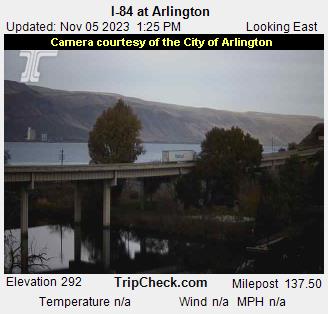 I-84 at Arlington
Updated: Nov 05 2023 1:25 PM Looking East
Camera courtesy of the City of Arlington
Elevation 292 TripCheck.com Milepost 137.50
Temperature n/a Wind n/a MPH n/a